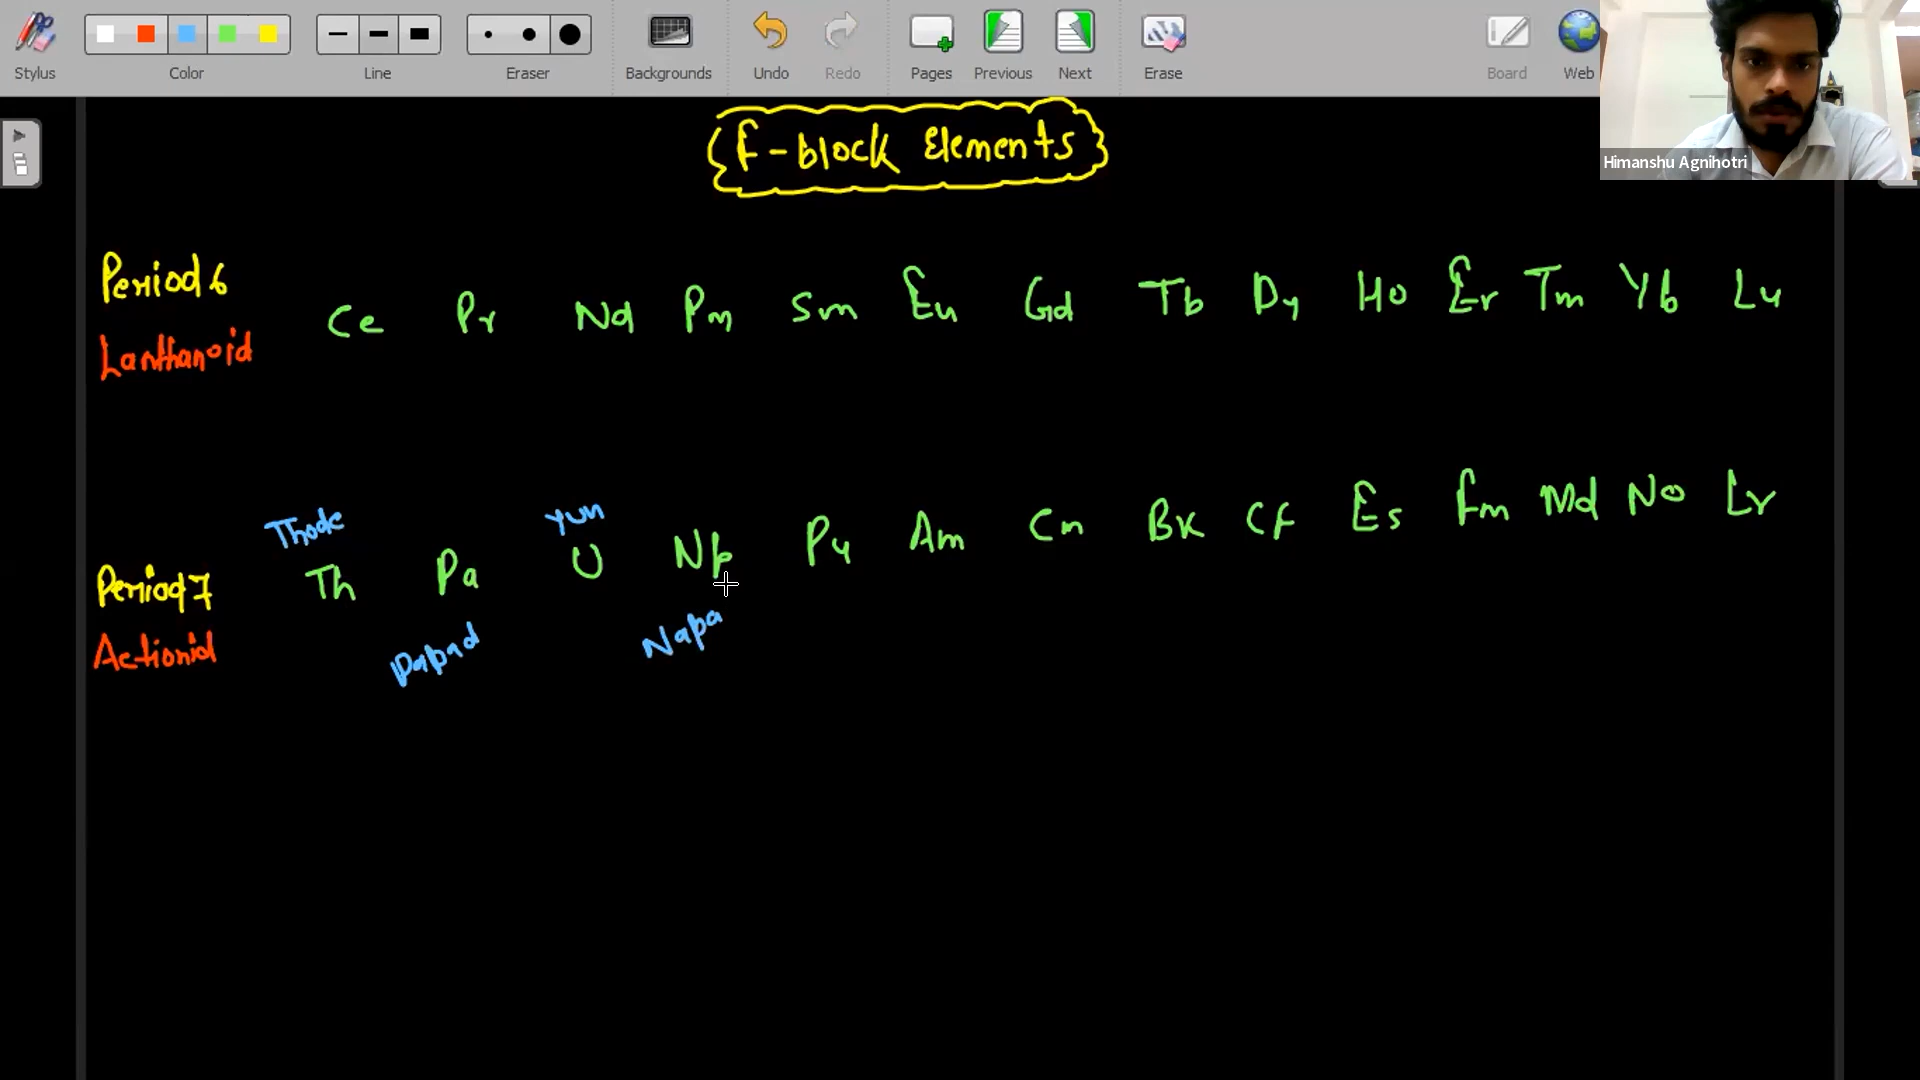 Stylus Color Line Eraser Backgrounds Undo Redo Pages Previous Next Erase Board Web
Himanshu Agnihotri
f-block Elements
Period 6
Lanthanoid
Ce Pr Nd Pm Sm Eu Gd Tb Dy Ho Er Tm Yb Lu
Thode Yun
Period 7
Th Pa U Np Pu Am Cm Bk Cf Es Fm Md No Lr
Actionid
Papad Napa